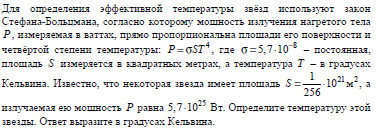 Для определения эффективной температуры звёзд используют закон
Стефана-Больцмана, согласно которому мощность излучения нагретого тела
P, измеряемая в ваттах, прямо пропорциональна площади его поверхности и
четвёртой степени температуры: P = σST⁴, где σ = 5,7·10⁻⁸ – постоянная,
площадь S измеряется в квадратных метрах, а температура T – в градусах
Кельвина. Известно, что некоторая звезда имеет площадь S = 1/256 · 10²¹ м², а
излучаемая ею мощность P равна 5,7·10²⁵ Вт. Определите температуру этой
звезды. Ответ выразите в градусах Кельвина.